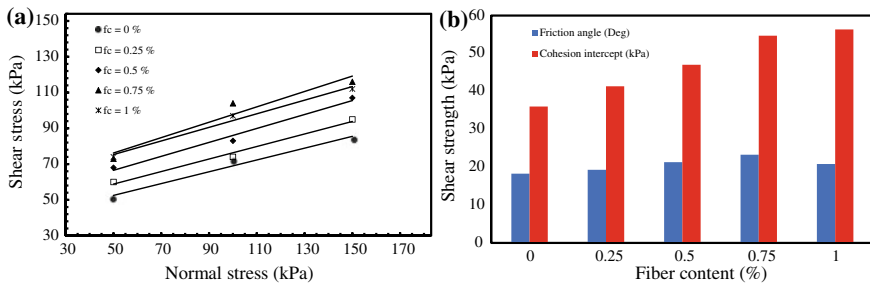 (a)
Shear stress (kPa)
150
130
110
90
70
50
30
fc = 0 %
fc = 0.25 %
fc = 0.5 %
fc = 0.75 %
fc = 1 %
30 50 70 90 110 130 150 170
Normal stress (kPa)
(b)
Shear strength (kPa)
60
50
40
30
20
10
0
Friction angle (Deg)
Cohesion intercept (kPa)
0 0.25 0.5 0.75 1
Fiber content (%)